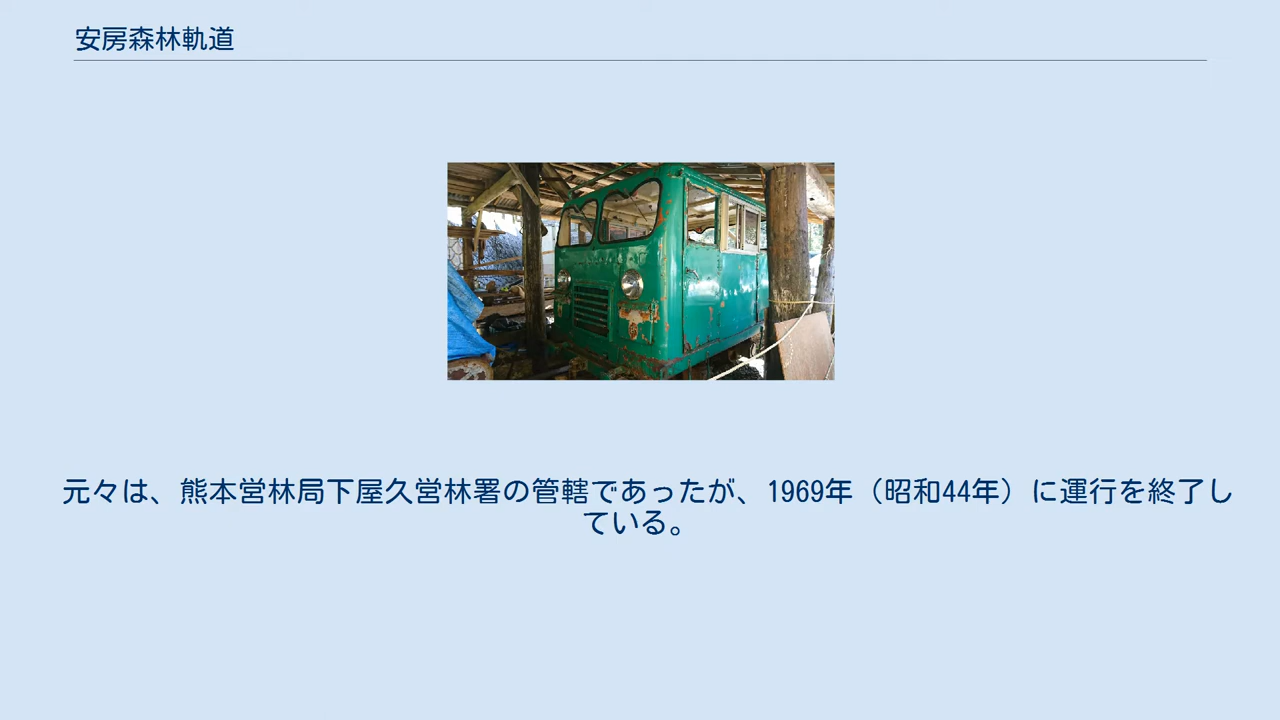 安房森林軌道
元々は、熊本営林局下屋久営林署の管轄であったが、1969年（昭和44年）に運行を終了し
ている。